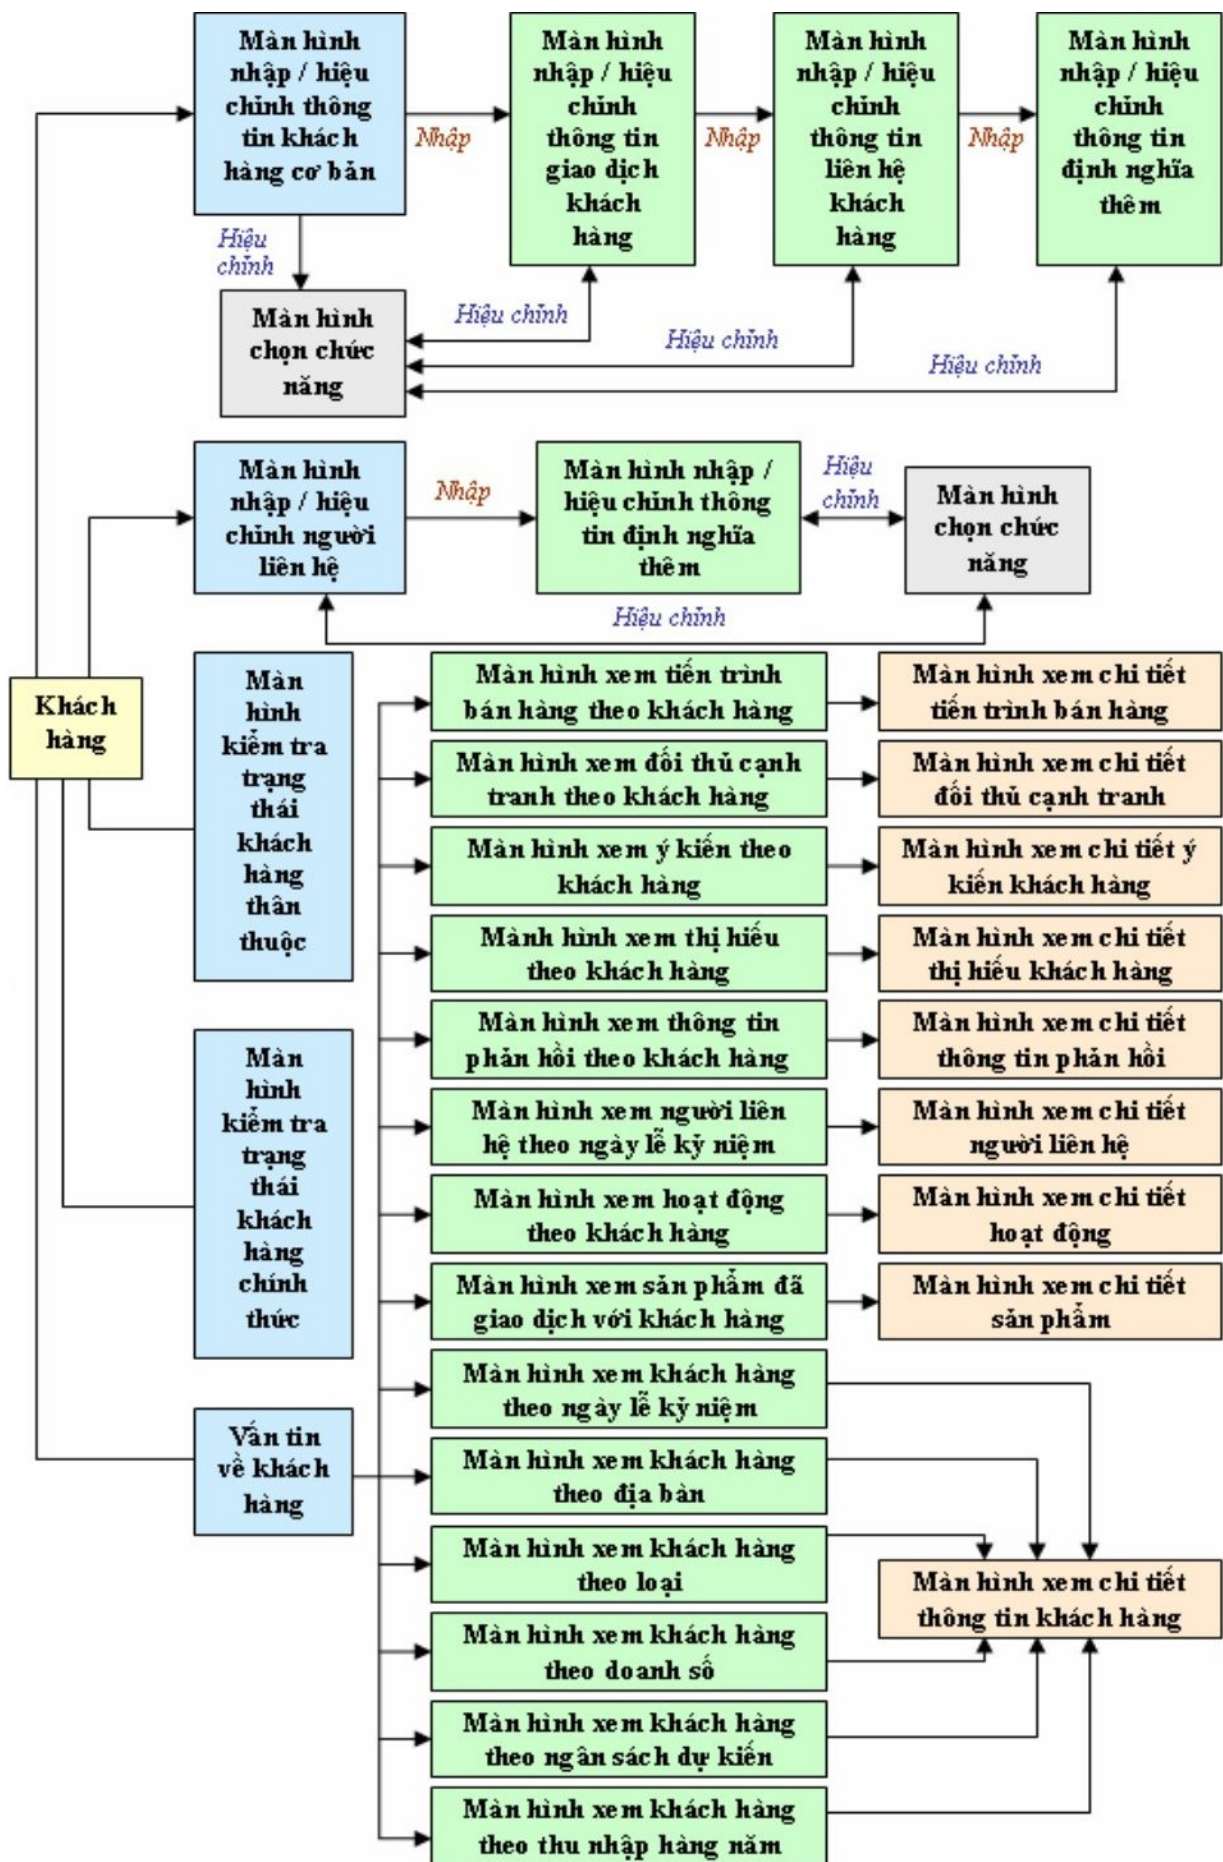 Màn hình
nhập / hiệu
chỉnh thông
tin khách
hàng cơ bản
Nhập
Màn hình
nhập / hiệu
chỉnh
thông tin
giao dịch
khách
hàng
Nhập
Màn hình
nhập / hiệu
chỉnh
thông tin
liên hệ
khách
hàng
Nhập
Màn hình
nhập / hiệu
chỉnh
thông tin
định nghĩa
thêm
Hiệu
chỉnh
Màn hình
chọn chức
năng
Hiệu chỉnh
Hiệu chỉnh
Hiệu chỉnh
Màn hình
nhập / hiệu
chỉnh người
liên hệ
Nhập
Màn hình nhập /
hiệu chỉnh thông
tin định nghĩa
thêm
Hiệu
chỉnh
Màn hình
chọn chức
năng
Hiệu chỉnh
Khách
hàng
Màn
hình
kiểm tra
trạng
thái
khách
hàng
thân
thuộc
Màn hình xem tiến trình
bán hàng theo khách hàng
Màn hình xem chi tiết
tiến trình bán hàng
Màn hình xem đối thủ cạnh
tranh theo khách hàng
Màn hình xem chi tiết
đối thủ cạnh tranh
Màn hình xem ý kiến theo
khách hàng
Màn hình xem chi tiết ý
kiến khách hàng
Mành hình xem thị hiếu
theo khách hàng
Màn hình xem chi tiết
thị hiếu khách hàng
Màn
hình
kiểm tra
trạng
thái
khách
hàng
chính
thức
Màn hình xem thông tin
phản hồi theo khách hàng
Màn hình xem chi tiết
thông tin phản hồi
Màn hình xem người liên
hệ theo ngày lễ kỷ niệm
Màn hình xem chi tiết
người liên hệ
Màn hình xem hoạt động
theo khách hàng
Màn hình xem chi tiết
hoạt động
Màn hình xem sản phẩm đã
giao dịch với khách hàng
Màn hình xem chi tiết
sản phẩm
Vấn tin
về khách
hàng
Màn hình xem khách hàng
theo ngày lễ kỷ niệm
Màn hình xem khách hàng
theo địa bàn
Màn hình xem khách hàng
theo loại
Màn hình xem chi tiết
thông tin khách hàng
Màn hình xem khách hàng
theo doanh số
Màn hình xem khách hàng
theo ngân sách dự kiến
Màn hình xem khách hàng
theo thu nhập hàng năm